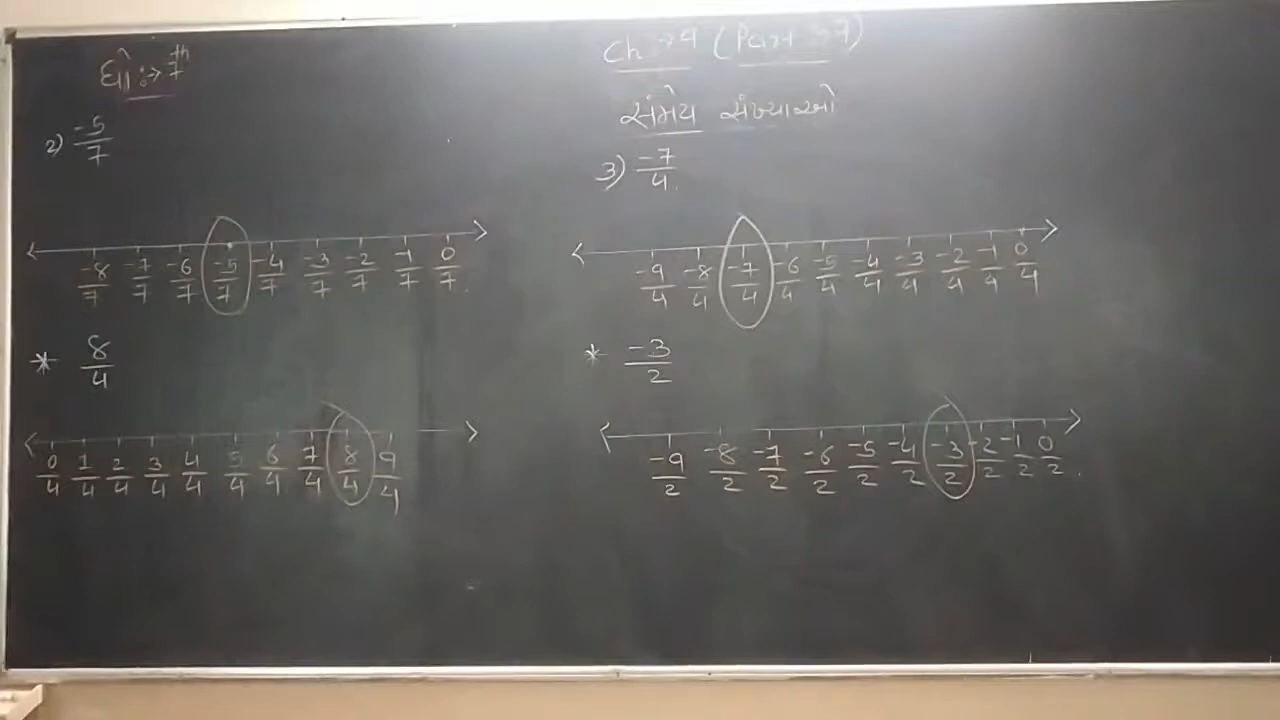 ધો :→ 7th
Ch → 9 (Part → 7)
સંમેય સંખ્યાઓ
2) -5/7
-8/7 -7/7 -6/7 -5/7 -4/7 -3/7 -2/7 -1/7 0/7
* 8/4
0/4 1/4 2/4 3/4 4/4 5/4 6/4 7/4 8/4 9/4
3) -7/4
-9/4 -8/4 -7/4 -6/4 -5/4 -4/4 -3/4 -2/4 -1/4 0/4
* -3/2
-9/2 -8/2 -7/2 -6/2 -5/2 -4/2 -3/2 -2/2 -1/2 0/2